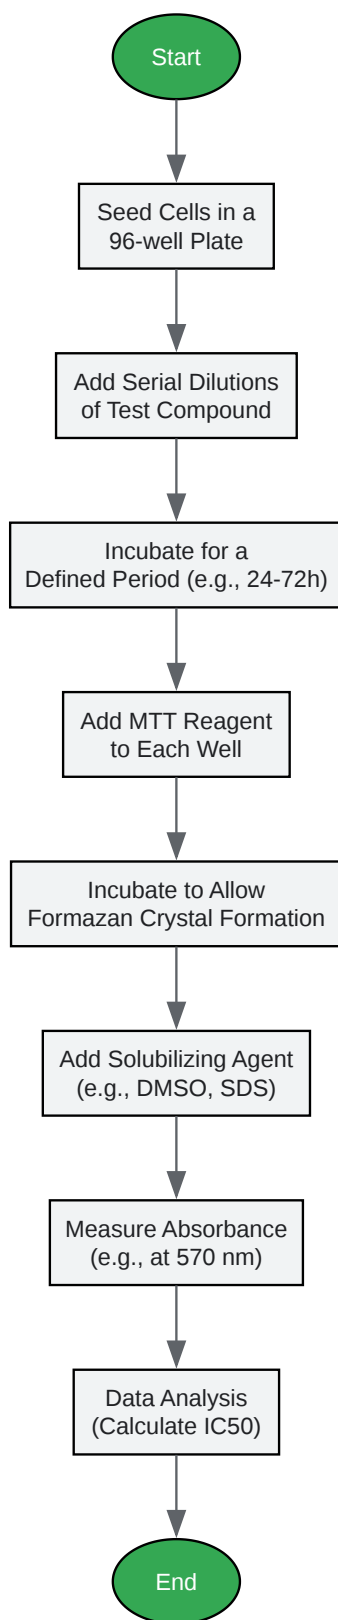 Start
Seed Cells in a
96-well Plate
Add Serial Dilutions
of Test Compound
Incubate for a
Defined Period (e.g., 24-72h)
Add MTT Reagent
to Each Well
Incubate to Allow
Formazan Crystal Formation
Add Solubilizing Agent
(e.g., DMSO, SDS)
Measure Absorbance
(e.g., at 570 nm)
Data Analysis
(Calculate IC50)
End